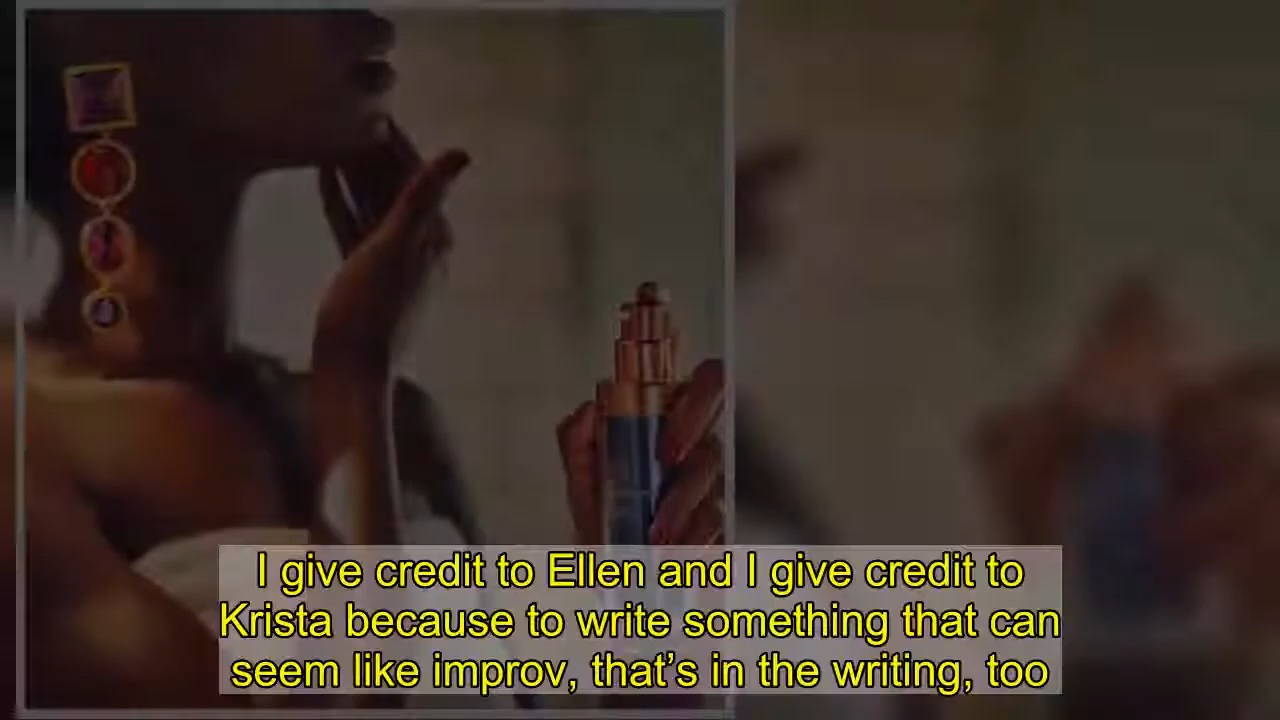 I give credit to Ellen and I give credit to
Krista because to write something that can
seem like improv, that’s in the writing, too